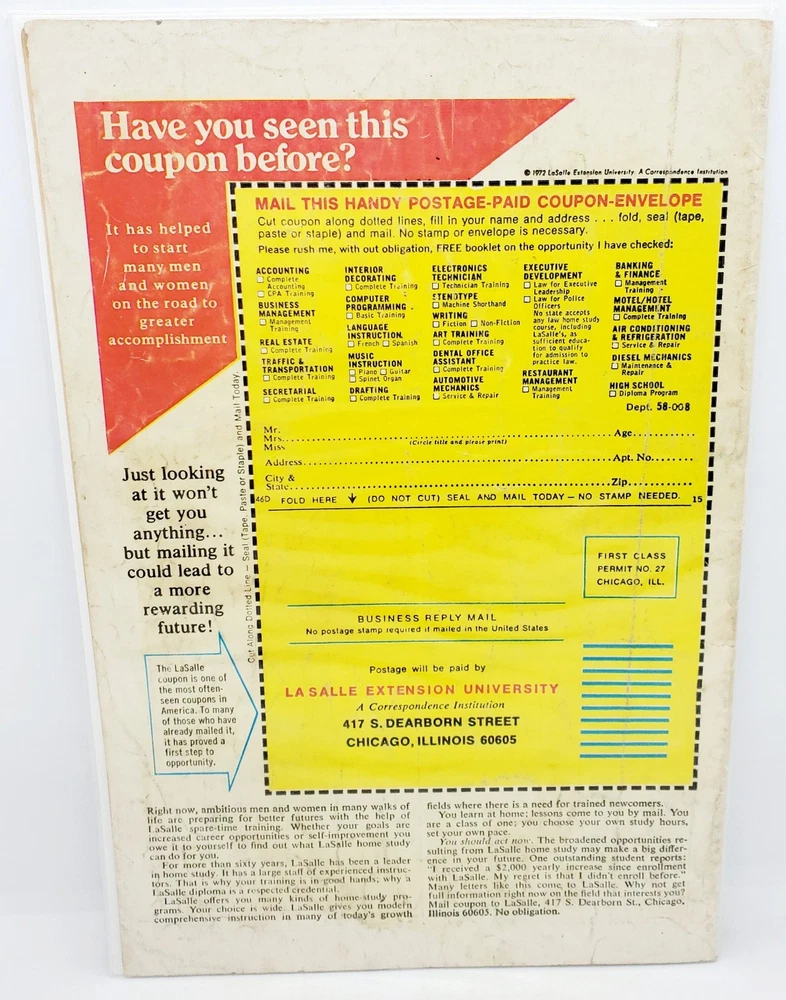 Have you seen this
coupon before?
It has helped
to start
many men
and women
on the road to
greater
accomplishment
© 1972 LaSalle Extension University A Correspondence Institution
MAIL THIS HANDY POSTAGE-PAID COUPON-ENVELOPE
Cut coupon along dotted lines, fill in your name and address . . . fold, seal (tape,
paste or staple) and mail. No stamp or envelope is necessary.
Please rush me, with out obligation, FREE booklet on the opportunity I have checked:
ACCOUNTING
☐ Complete
Accounting
☐ CPA Training
BUSINESS
MANAGEMENT
☐ Management
Training
REAL ESTATE
☐ Complete Training
TRAFFIC &
TRANSPORTATION
☐ Complete Training
SECRETARIAL
☐ Complete Training
INTERIOR
DECORATING
☐ Complete Training
COMPUTER
PROGRAMMING
☐ Basic Training
LANGUAGE
INSTRUCTION
☐ French ☐ Spanish
MUSIC
INSTRUCTION
☐ Piano ☐ Guitar
☐ Spinet Organ
DRAFTING
☐ Complete Training
ELECTRONICS
TECHNICIAN
☐ Technician Training
STENOTYPE
☐ Machine Shorthand
WRITING
☐ Fiction ☐ Non-Fiction
ART TRAINING
☐ Complete Training
DENTAL OFFICE
ASSISTANT
☐ Complete Training
AUTOMOTIVE
MECHANICS
☐ Service & Repair
EXECUTIVE
DEVELOPMENT
☐ Law for Executive
Leadership
☐ Law for Police
Officers
No state accepts
any law home study
course, including
LaSalle's, as
sufficient educa-
tion to qualify
for admission to
practice law.
RESTAURANT
MANAGEMENT
☐ Management
Training
BANKING
& FINANCE
☐ Management
Training
MOTEL/HOTEL
MANAGEMENT
☐ Complete Training
AIR CONDITIONING
& REFRIGERATION
☐ Service & Repair
DIESEL MECHANICS
☐ Maintenance &
Repair
HIGH SCHOOL
☐ Diploma Program
Dept. 58-008
Mr.
Mrs. Age
Miss (Circle title and please print)
Address Apt. No.
City &
State Zip
46D FOLD HERE ↓ (DO NOT CUT) SEAL AND MAIL TODAY — NO STAMP NEEDED. 15
Cut Along Dotted Line — Seal (Tape, Paste or Staple) and Mail Today.
Just looking
at it won't
get you
anything...
but mailing it
could lead to
a more
rewarding
future!
The LaSalle
coupon is one of
the most often-
seen coupons in
America. To many
of those who have
already mailed it,
it has proved a
first step to
opportunity.
FIRST CLASS
PERMIT NO. 27
CHICAGO, ILL.
BUSINESS REPLY MAIL
No postage stamp required if mailed in the United States
Postage will be paid by
LA SALLE EXTENSION UNIVERSITY
A Correspondence Institution
417 S. DEARBORN STREET
CHICAGO, ILLINOIS 60605
Right now, ambitious men and women in many walks of
life are preparing for better futures with the help of
LaSalle spare-time training. Whether your goals are
increased career opportunities or self-improvement you
owe it to yourself to find out what LaSalle home study
can do for you.
For more than sixty years, LaSalle has been a leader
in home study. It has a large staff of experienced instruc-
tors. That is why your training is in good hands; why a
LaSalle diploma is a respected credential.
LaSalle offers you many kinds of home-study pro-
grams. Your choice is wide. LaSalle gives you modern
comprehensive instruction in many of today's growth
fields where there is a need for trained newcomers.
You learn at home; lessons come to you by mail. You
are a class of one; you choose your own study hours,
set your own pace.
You should act now. The broadened opportunities re-
sulting from LaSalle home study may make a big differ-
ence in your future. One outstanding student reports:
"I received a $2,000 yearly increase since enrollment
with LaSalle. My regret is that I didn't enroll before."
Many letters like this come to LaSalle. Why not get
full information right now on the field that interests you?
Mail coupon to LaSalle, 417 S. Dearborn St., Chicago,
Illinois 60605. No obligation.